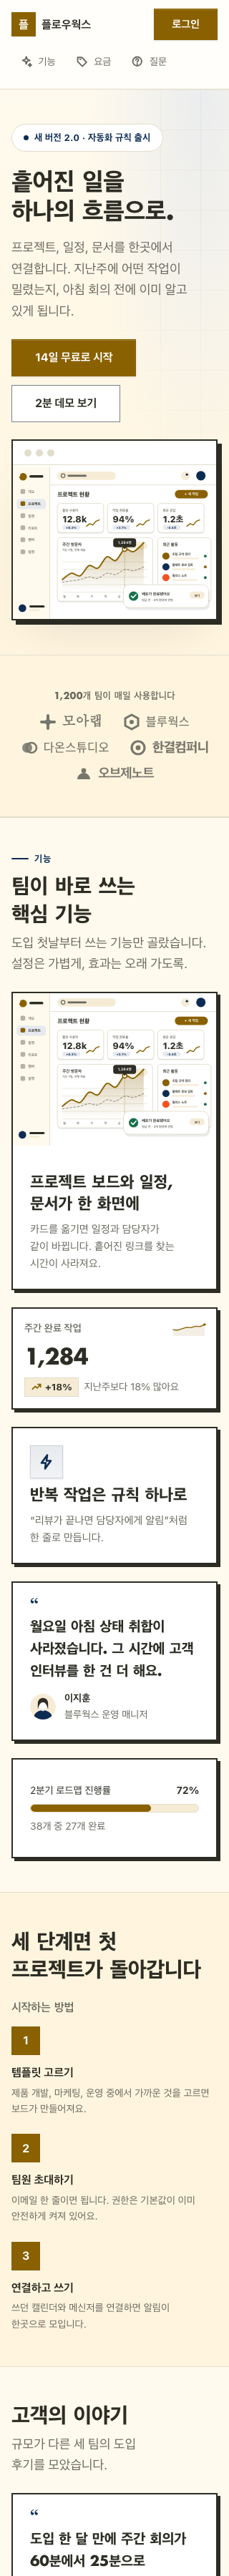 플 플로우웍스
로그인
기능 요금 질문
새 버전 2.0 · 자동화 규칙 출시
흩어진 일을
하나의 흐름으로.
프로젝트, 일정, 문서를 한곳에서
연결합니다. 지난주에 어떤 작업이
밀렸는지, 아침 회의 전에 이미 알고
있게 됩니다.
14일 무료로 시작
2분 데모 보기
프로젝트 현황
12.8k 94% 1.2초
1,284명
1,200개 팀이 매일 사용합니다
모아랩 블루웍스
다온스튜디오 한결컴퍼니
오브제노트
기능
팀이 바로 쓰는
핵심 기능
도입 첫날부터 쓰는 기능만 골랐습니다.
설정은 가볍게, 효과는 오래 가도록.
프로젝트 현황
12.8k 94% 1.2초
1,284명
프로젝트 보드와 일정,
문서가 한 화면에
카드를 옮기면 일정과 담당자가
같이 바뀝니다. 흩어진 링크를 찾는
시간이 사라져요.
주간 완료 작업
1,284
+18% 지난주보다 18% 많아요
반복 작업은 규칙 하나로
“리뷰가 끝나면 담당자에게 알림”처럼
한 줄로 만듭니다.
“
월요일 아침 상태 취합이
사라졌습니다. 그 시간에 고객
인터뷰를 한 건 더 해요.
이지훈
블루웍스 운영 매니저
2분기 로드맵 진행률 72%
38개 중 27개 완료
세 단계면 첫
프로젝트가 돌아갑니다
시작하는 방법
1
템플릿 고르기
제품 개발, 마케팅, 운영 중에서 가까운 것을 고르면
보드가 만들어져요.
2
팀원 초대하기
이메일 한 줄이면 됩니다. 권한은 기본값이 이미
안전하게 켜져 있어요.
3
연결하고 쓰기
쓰던 캘린더와 메신저를 연결하면 알림이
한곳으로 모입니다.
고객의 이야기
규모가 다른 세 팀의 도입
후기를 모았습니다.
“
도입 한 달 만에 주간 회의가
60분에서 25분으로